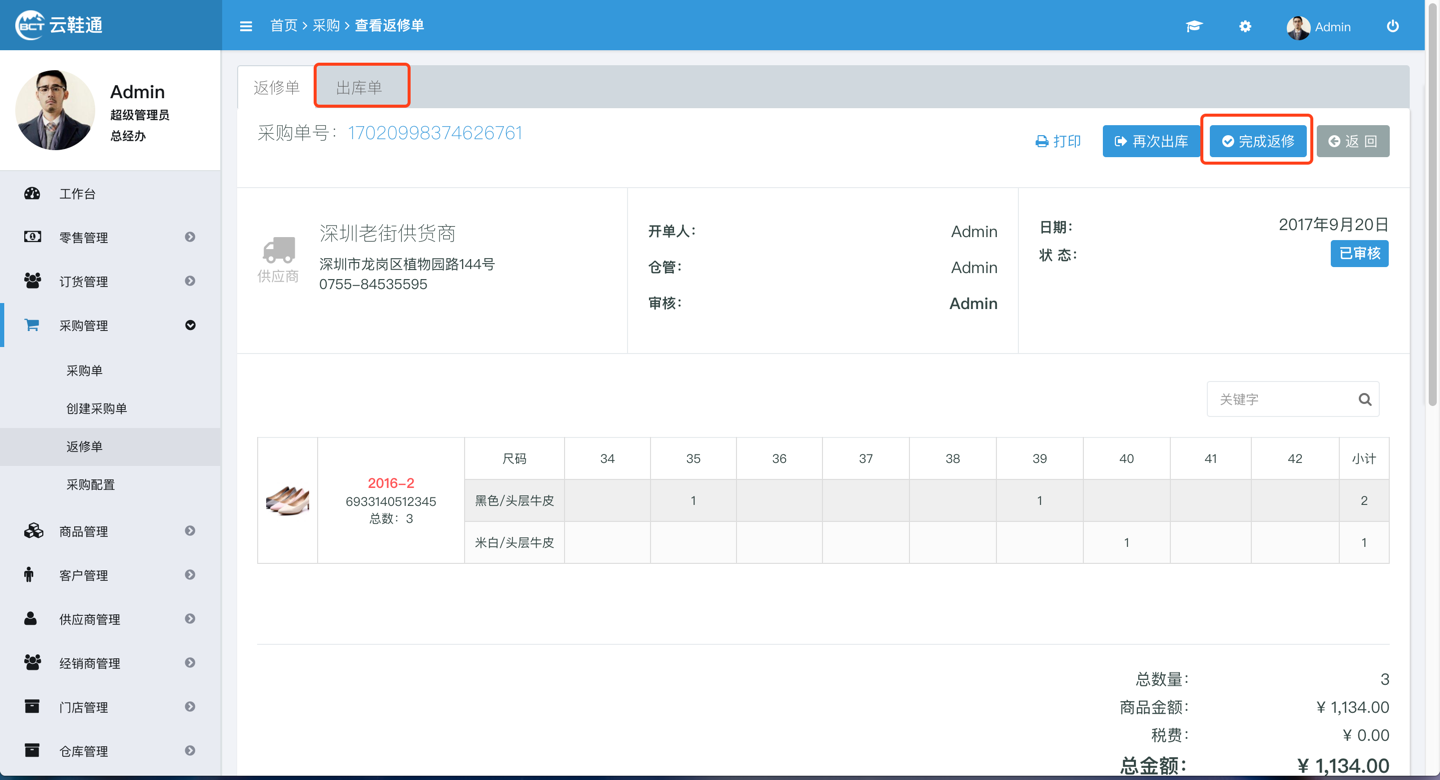 BCT 云鞋通
首页 > 采购 > 查看返修单
Admin
Admin
超级管理员
总经办
工作台
零售管理
订货管理
采购管理
采购单
创建采购单
返修单
采购配置
商品管理
客户管理
供应商管理
经销商管理
门店管理
仓库管理
返修单 出库单
采购单号: 17020998374626761
打印 再次出库 完成返修 返 回
供应商
深圳老街供货商
深圳市龙岗区植物园路144号
0755-84535595
开单人: Admin
仓管: Admin
审核: Admin
日期: 2017年9月20日
状 态: 已审核
关键字
2016-2
6933140512345
总数: 3
尺码 34 35 36 37 38 39 40 41 42 小计
黑色/头层牛皮 1 1 2
米白/头层牛皮 1 1
总数量: 3
商品金额: ¥ 1,134.00
税费: ¥ 0.00
总金额: ¥ 1,134.00